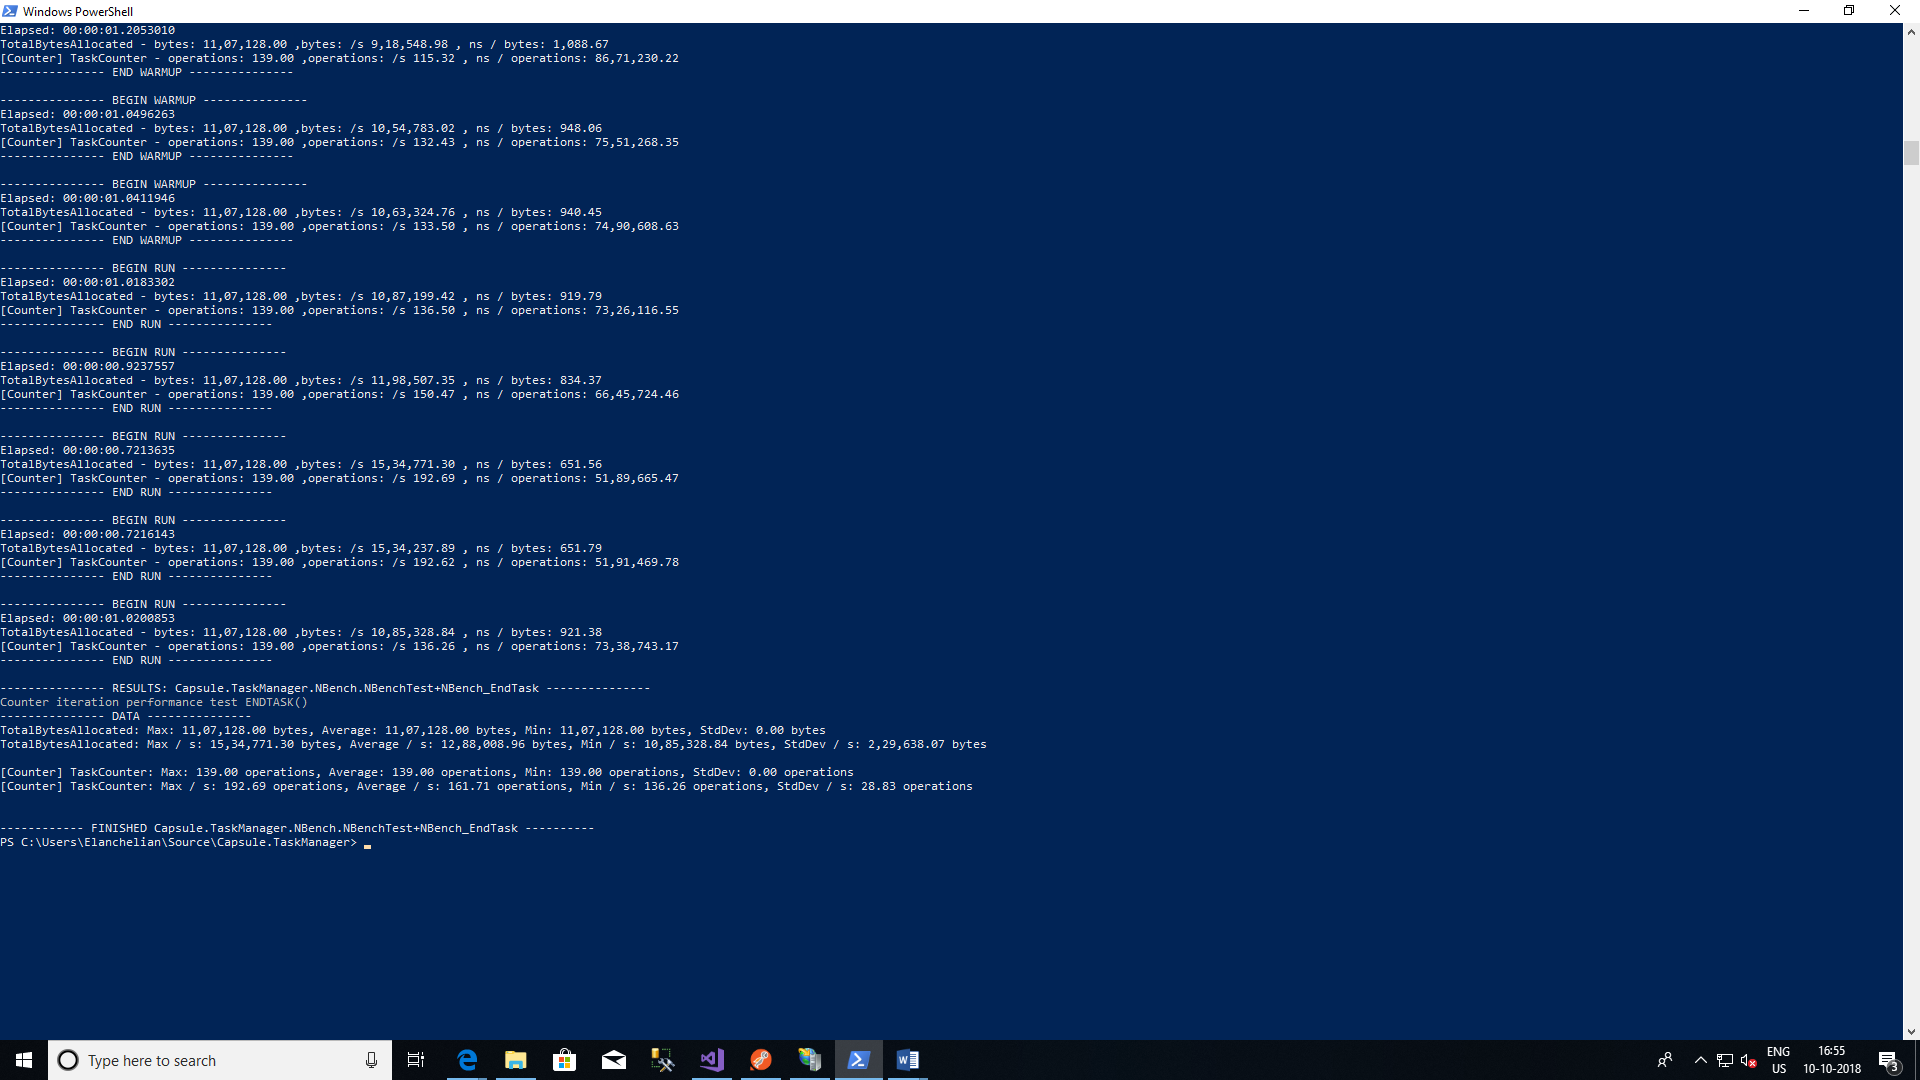 Windows PowerShell
Elapsed: 00:00:01.2053010
TotalBytesAllocated - bytes: 11,07,128.00 ,bytes: /s 9,18,548.98 , ns / bytes: 1,088.67
[Counter] TaskCounter - operations: 139.00 ,operations: /s 115.32 , ns / operations: 86,71,230.22
--------------- END WARMUP ---------------
--------------- BEGIN WARMUP ---------------
Elapsed: 00:00:01.0496263
TotalBytesAllocated - bytes: 11,07,128.00 ,bytes: /s 10,54,783.02 , ns / bytes: 948.06
[Counter] TaskCounter - operations: 139.00 ,operations: /s 132.43 , ns / operations: 75,51,268.35
--------------- END WARMUP ---------------
--------------- BEGIN WARMUP ---------------
Elapsed: 00:00:01.0411946
TotalBytesAllocated - bytes: 11,07,128.00 ,bytes: /s 10,63,324.76 , ns / bytes: 940.45
[Counter] TaskCounter - operations: 139.00 ,operations: /s 133.50 , ns / operations: 74,90,608.63
--------------- END WARMUP ---------------
--------------- BEGIN RUN ---------------
Elapsed: 00:00:01.0183302
TotalBytesAllocated - bytes: 11,07,128.00 ,bytes: /s 10,87,199.42 , ns / bytes: 919.79
[Counter] TaskCounter - operations: 139.00 ,operations: /s 136.50 , ns / operations: 73,26,116.55
--------------- END RUN ---------------
--------------- BEGIN RUN ---------------
Elapsed: 00:00:00.9237557
TotalBytesAllocated - bytes: 11,07,128.00 ,bytes: /s 11,98,507.35 , ns / bytes: 834.37
[Counter] TaskCounter - operations: 139.00 ,operations: /s 150.47 , ns / operations: 66,45,724.46
--------------- END RUN ---------------
--------------- BEGIN RUN ---------------
Elapsed: 00:00:00.7213635
TotalBytesAllocated - bytes: 11,07,128.00 ,bytes: /s 15,34,771.30 , ns / bytes: 651.56
[Counter] TaskCounter - operations: 139.00 ,operations: /s 192.69 , ns / operations: 51,89,665.47
--------------- END RUN ---------------
--------------- BEGIN RUN ---------------
Elapsed: 00:00:00.7216143
TotalBytesAllocated - bytes: 11,07,128.00 ,bytes: /s 15,34,237.89 , ns / bytes: 651.79
[Counter] TaskCounter - operations: 139.00 ,operations: /s 192.62 , ns / operations: 51,91,469.78
--------------- END RUN ---------------
--------------- BEGIN RUN ---------------
Elapsed: 00:00:01.0200853
TotalBytesAllocated - bytes: 11,07,128.00 ,bytes: /s 10,85,328.84 , ns / bytes: 921.38
[Counter] TaskCounter - operations: 139.00 ,operations: /s 136.26 , ns / operations: 73,38,743.17
--------------- END RUN ---------------
--------------- RESULTS: Capsule.TaskManager.NBench.NBenchTest+NBench_EndTask ---------------
Counter iteration performance test ENDTASK()
--------------- DATA ---------------
TotalBytesAllocated: Max: 11,07,128.00 bytes, Average: 11,07,128.00 bytes, Min: 11,07,128.00 bytes, StdDev: 0.00 bytes
TotalBytesAllocated: Max / s: 15,34,771.30 bytes, Average / s: 12,88,008.96 bytes, Min / s: 10,85,328.84 bytes, StdDev / s: 2,29,638.07 bytes
[Counter] TaskCounter: Max: 139.00 operations, Average: 139.00 operations, Min: 139.00 operations, StdDev: 0.00 operations
[Counter] TaskCounter: Max / s: 192.69 operations, Average / s: 161.71 operations, Min / s: 136.26 operations, StdDev / s: 28.83 operations
------------ FINISHED Capsule.TaskManager.NBench.NBenchTest+NBench_EndTask ----------
PS C:\Users\Elanchelian\Source\Capsule.TaskManager>
Type here to search
ENG
US
16:55
10-10-2018
3